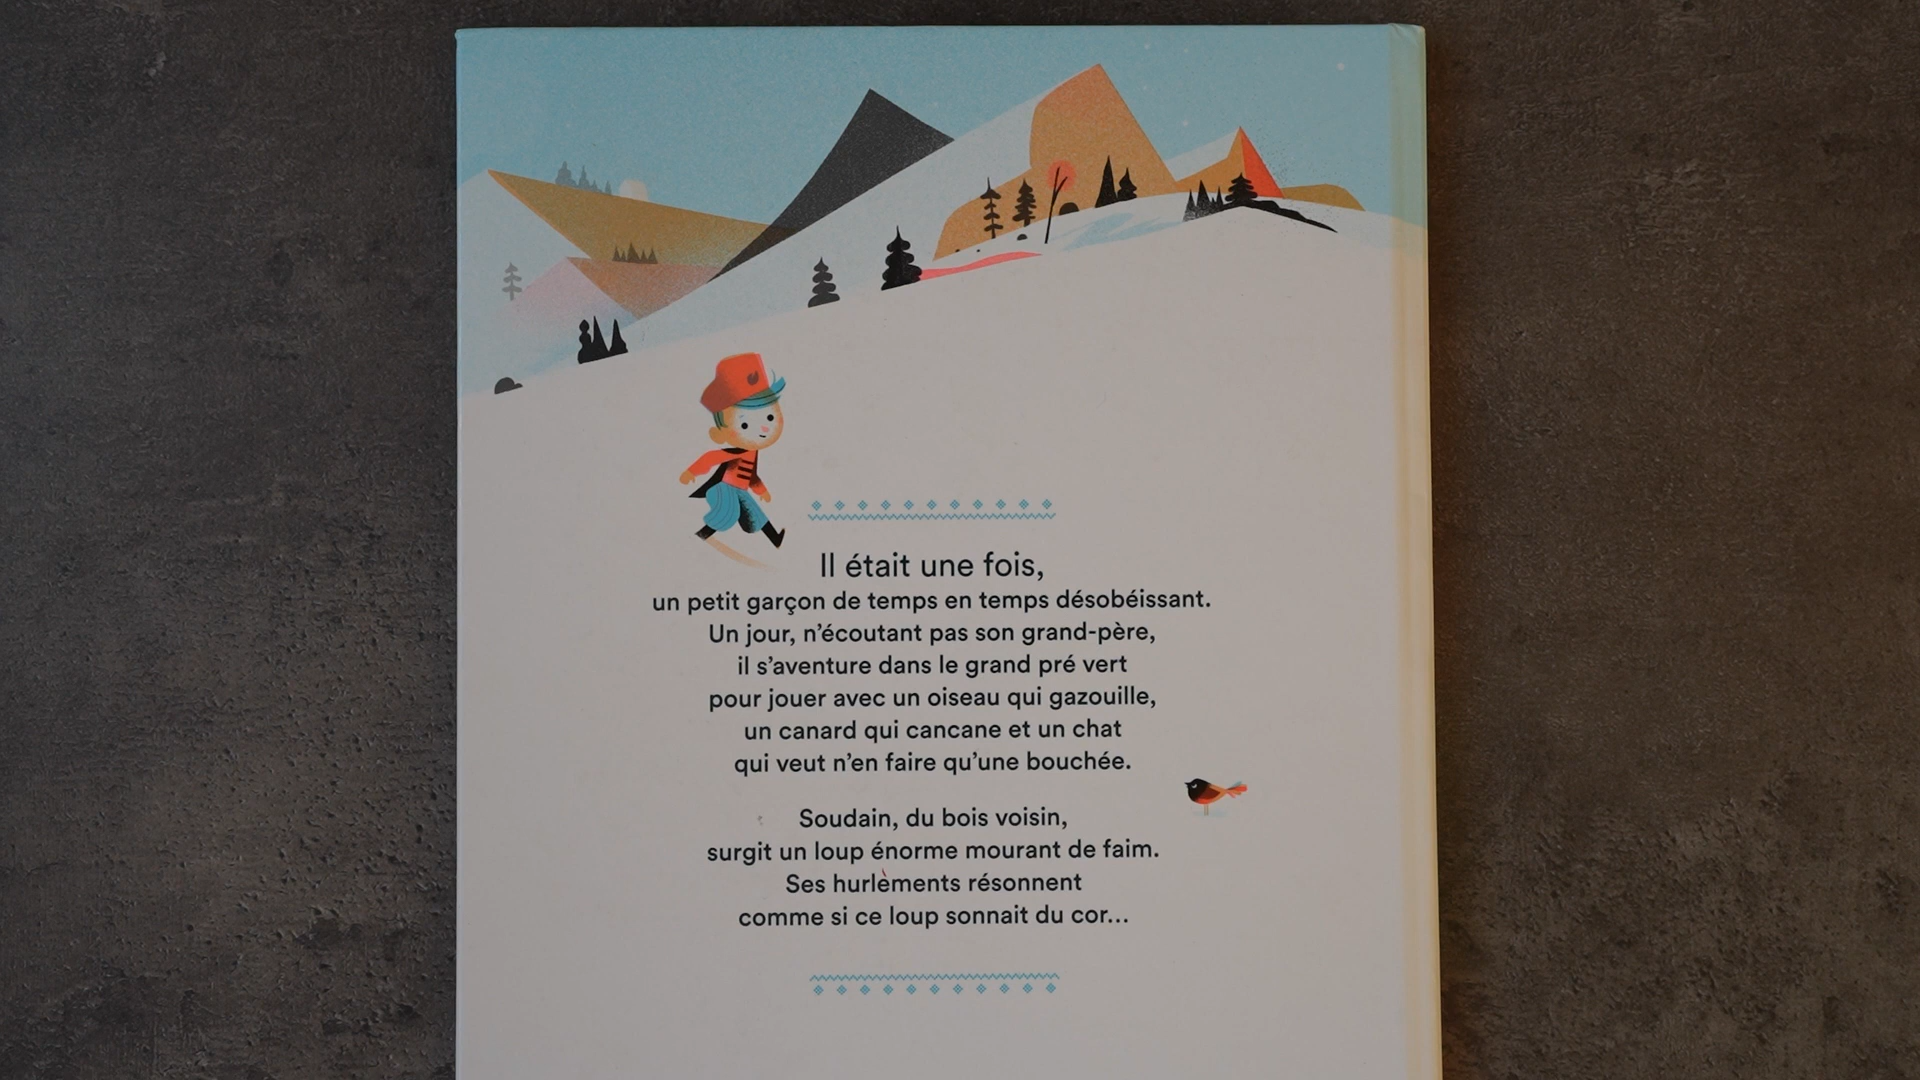 Il était une fois,
un petit garçon de temps en temps désobéissant.
Un jour, n’écoutant pas son grand-père,
il s’aventure dans le grand pré vert
pour jouer avec un oiseau qui gazouille,
un canard qui cancane et un chat
qui veut n’en faire qu’une bouchée.
Soudain, du bois voisin,
surgit un loup énorme mourant de faim.
Ses hurlements résonnent
comme si ce loup sonnait du cor...